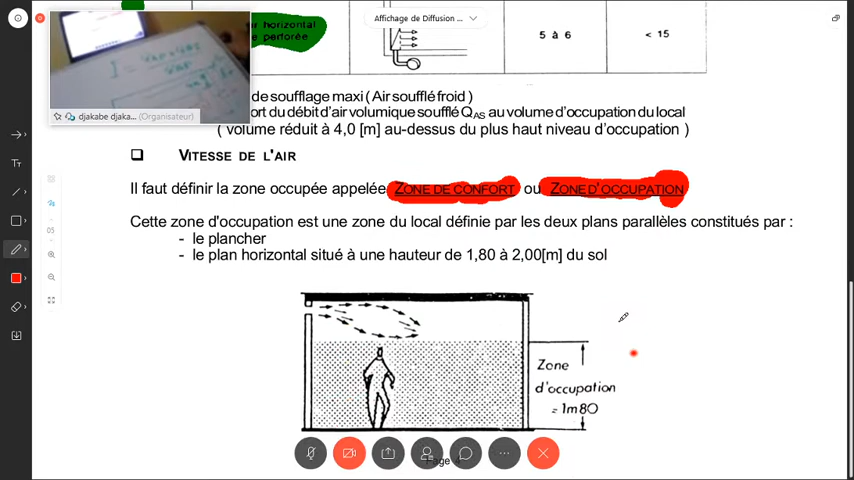 Affichage de Diffusion ...
horizontal
perforée
5 à 6
< 15
djakabe djaka... (Organisateur)
de soufflage maxi ( Air soufflé froid )
ort du débit d'air volumique soufflé QAS au volume d'occupation du local
( volume réduit à 4,0 [m] au-dessus du plus haut niveau d'occupation )
VITESSE DE L'AIR
Il faut définir la zone occupée appelée ZONE DE CONFORT ou ZONE D'OCCUPATION
Cette zone d'occupation est une zone du local définie par les deux plans parallèles constitués par :
- le plancher
- le plan horizontal situé à une hauteur de 1,80 à 2,00[m] du sol
Zone
d'occupation
= 1m80